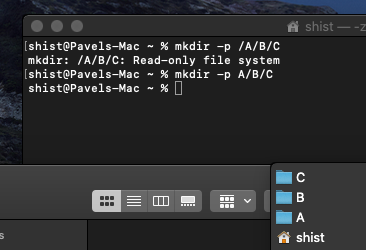 shist — -z
[shist@Pavels-Mac ~ % mkdir -p /A/B/C
mkdir: /A/B/C: Read-only file system
[shist@Pavels-Mac ~ % mkdir -p A/B/C
shist@Pavels-Mac ~ %
C
B
A
s
shist